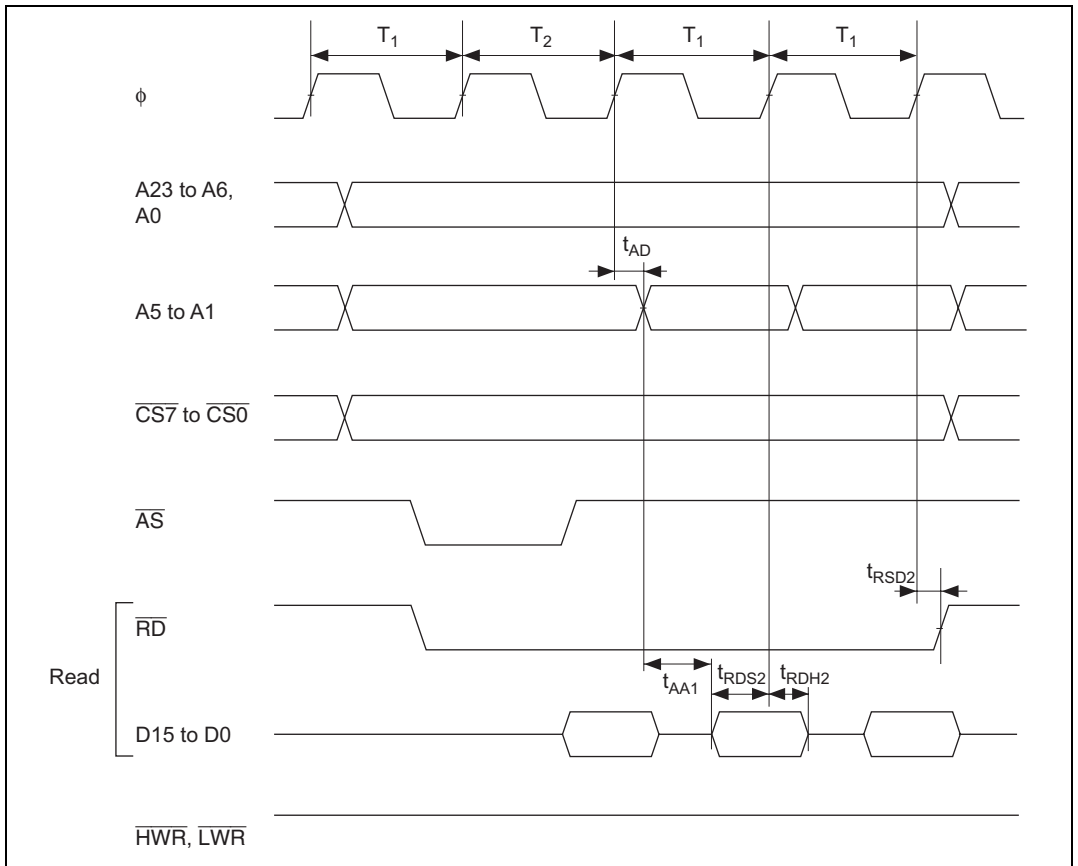 T1 T2 T1 T1
ϕ
A23 to A6,
A0
tAD
A5 to A1
CS7 to CS0
AS
tRSD2
RD
Read
tAA1 tRDS2 tRDH2
D15 to D0
HWR, LWR